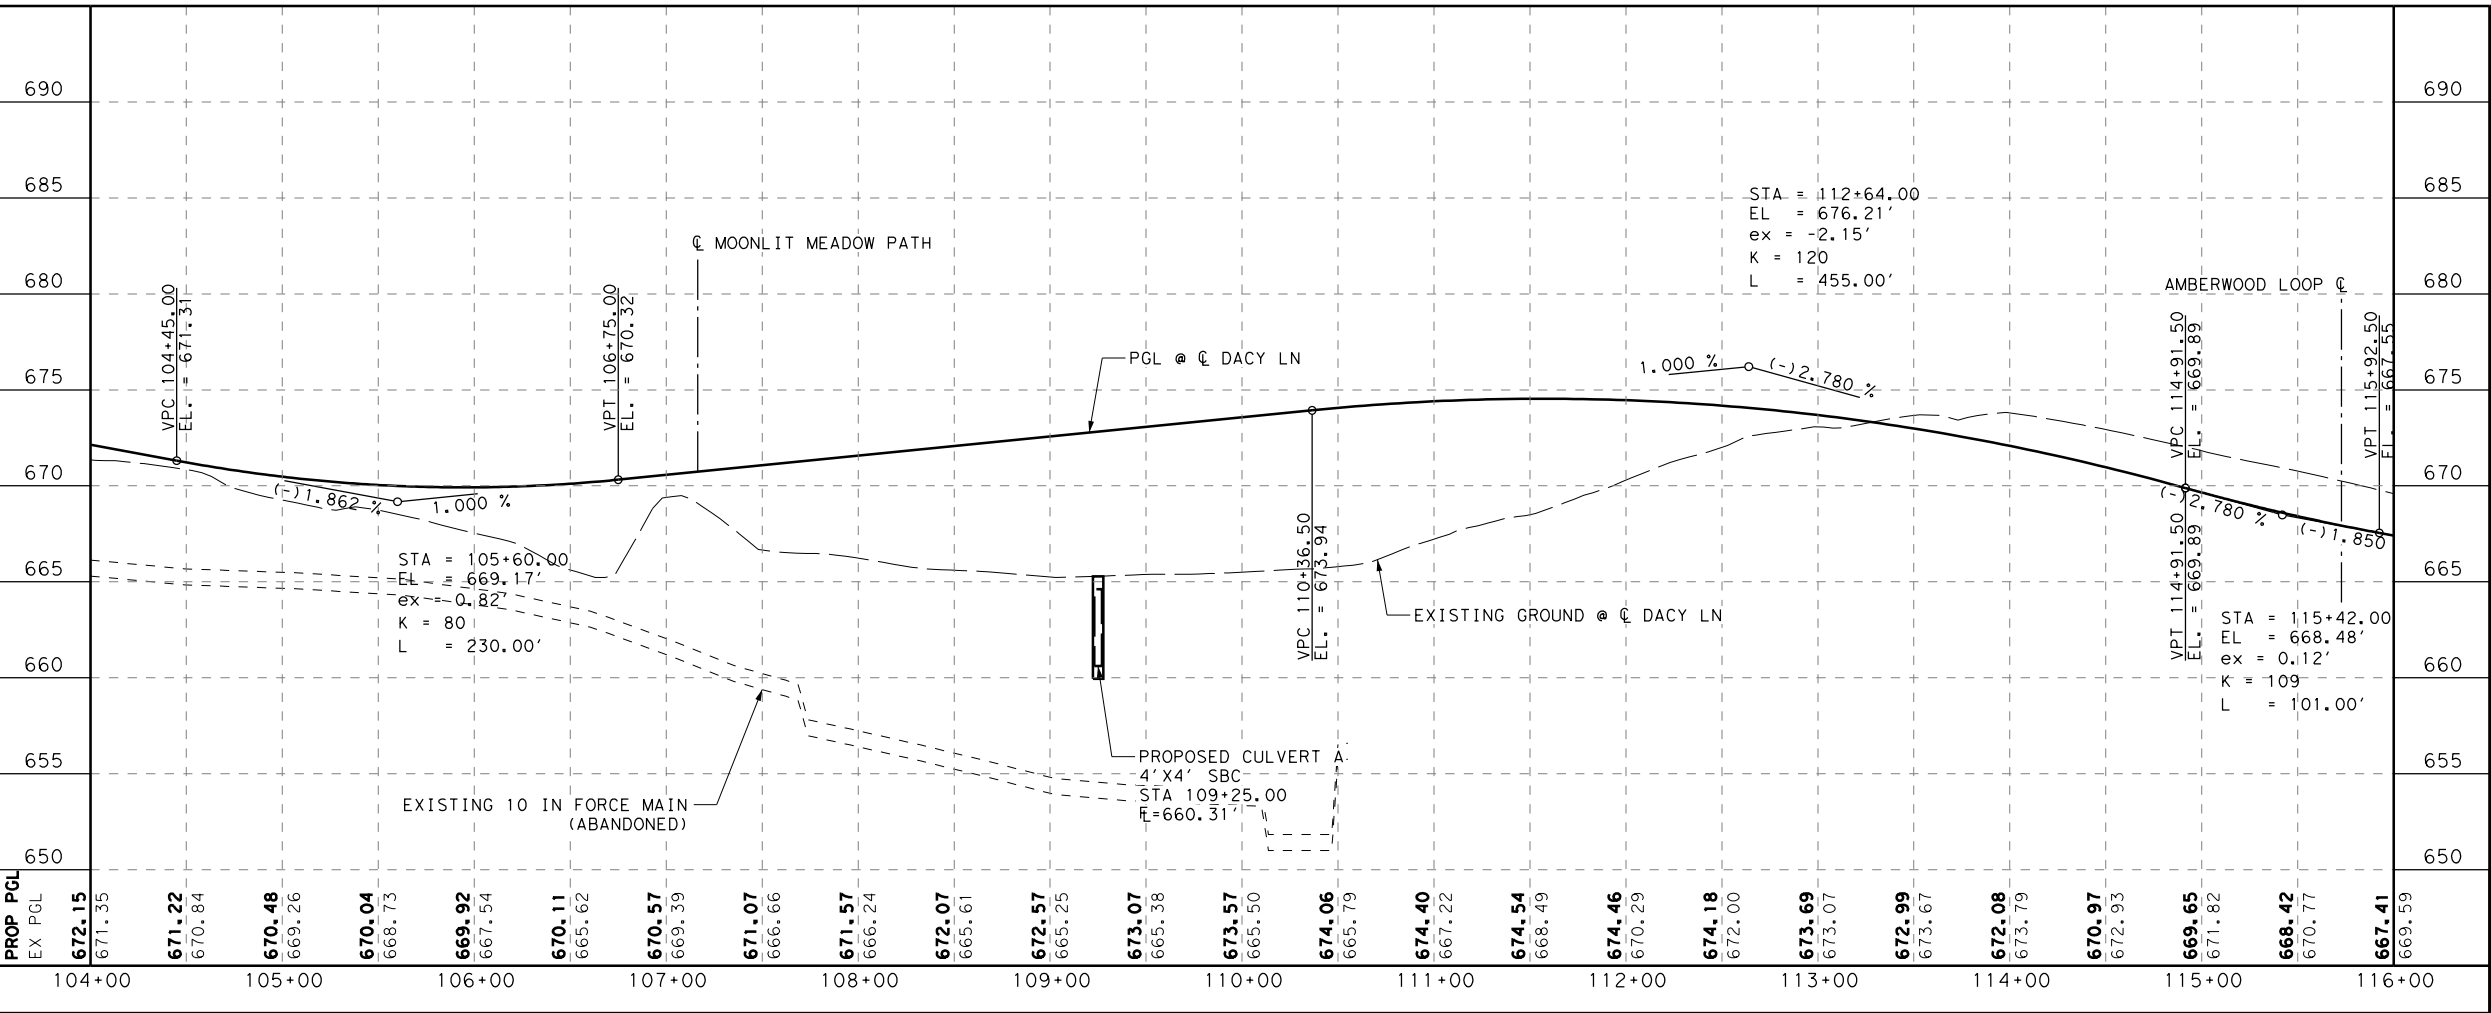 690
685
680
675
670
665
660
655
650
690
685
680
675
670
665
660
655
650
VPC 104+45.00
EL. = 671.31
VPT 106+75.00
EL. = 670.32
℄ MOONLIT MEADOW PATH
(-)1.862 %
1.000 %
STA = 105+60.00
EL = 669.17'
ex = 0.82'
K = 80
L = 230.00'
PGL @ ℄ DACY LN
EXISTING 10 IN FORCE MAIN
(ABANDONED)
PROPOSED CULVERT A
4'X4' SBC
STA 109+25.00
=660.31'
VPC 110+36.50
EL. = 673.94
EXISTING GROUND @ ℄ DACY LN
STA = 112+64.00
EL = 676.21'
ex = -2.15'
K = 120
L = 455.00'
1.000 %
(-)2.780 %
AMBERWOOD LOOP ℄
VPC 114+91.50
EL. = 669.89
VPT 115+92.50
EL. = 667.55
(-)2.780 %
(-)1.850
VPT 114+91.50
EL. = 669.89
STA = 115+42.00
EL = 668.48'
ex = 0.12'
K = 109
L = 101.00'
PROP PGL
EX PGL
672.15
671.35
671.22
670.84
670.48
669.26
670.04
668.73
669.92
667.54
670.11
665.62
670.57
669.39
671.07
666.66
671.57
666.24
672.07
665.61
672.57
665.25
673.07
665.38
673.57
665.50
674.06
665.79
674.40
667.22
674.54
668.49
674.46
670.29
674.18
672.00
673.69
673.07
672.99
673.67
672.08
673.79
670.97
672.93
669.65
671.82
668.42
670.77
667.41
669.59
104+00 105+00 106+00 107+00 108+00 109+00 110+00 111+00 112+00 113+00 114+00 115+00 116+00